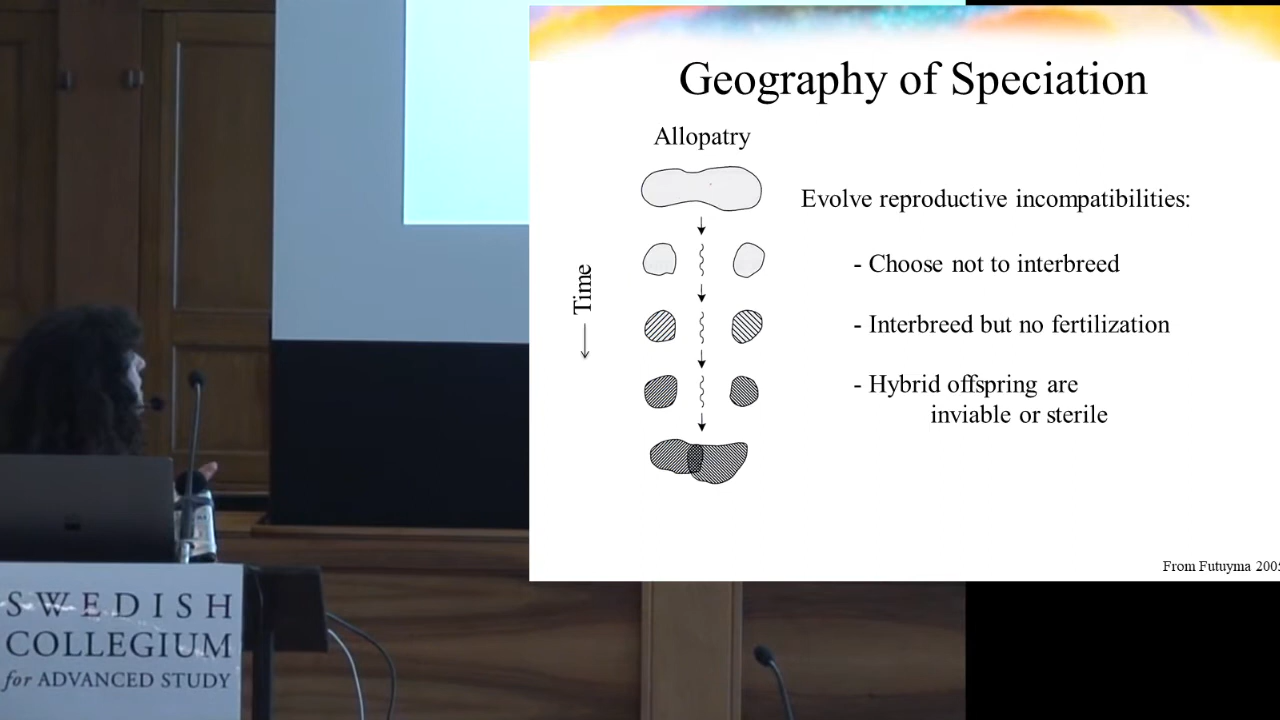 Geography of Speciation
Allopatry
Time
Evolve reproductive incompatibilities:
- Choose not to interbreed
- Interbreed but no fertilization
- Hybrid offspring are
inviable or sterile
From Futuyma 2005
SWEDISH
COLLEGIUM
for ADVANCED STUDY